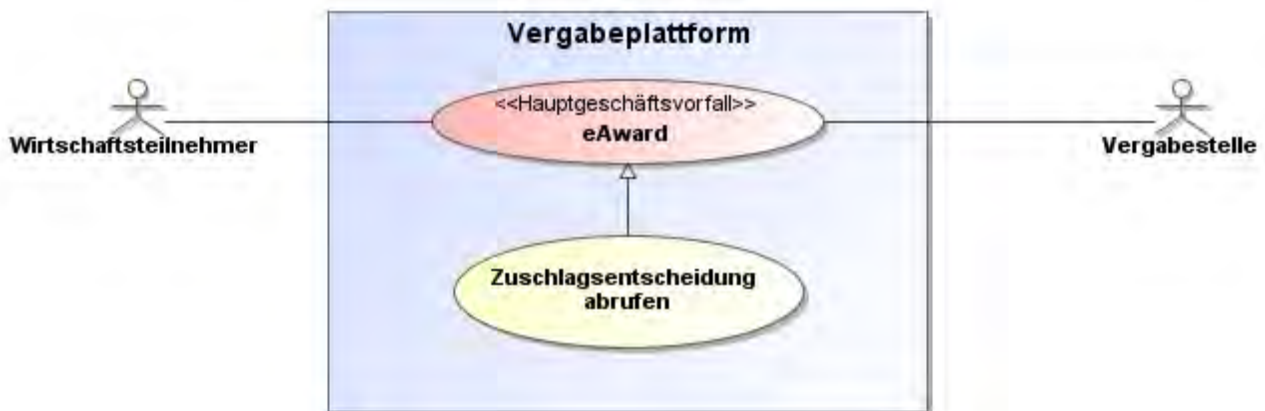 Vergabeplattform
<<Hauptgeschäftsvorfall>>
eAward
Wirtschaftsteilnehmer
Vergabestelle
Zuschlagsentscheidung
abrufen